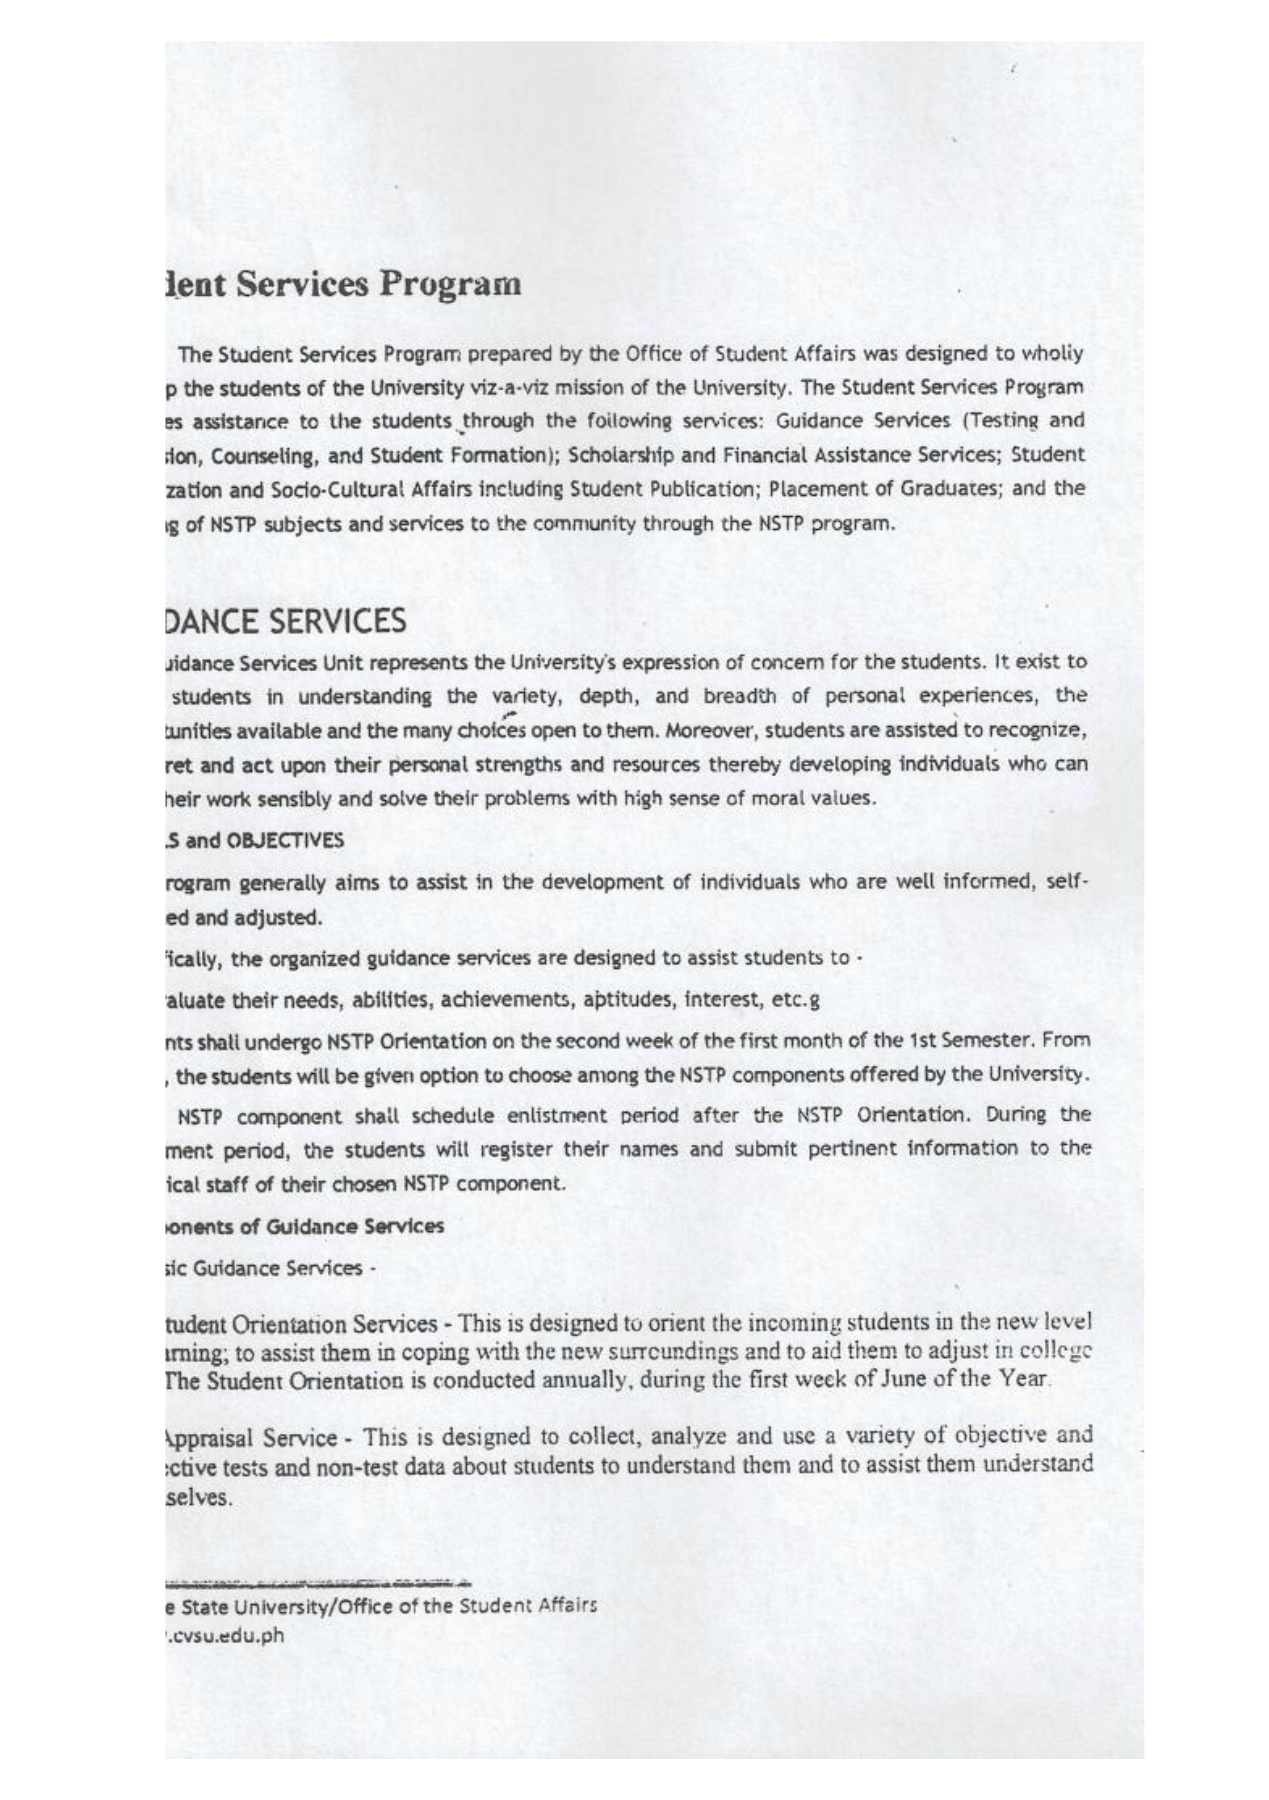 dent Services Program
The Student Services Program prepared by the Office of Student Affairs was designed to wholly
p the students of the University viz-a-viz mission of the University. The Student Services Program
es assistance to the students through the following services: Guidance Services (Testing and
sion, Counseling, and Student Formation); Scholarship and Financial Assistance Services; Student
zation and Socio-Cultural Affairs including Student Publication; Placement of Graduates; and the
g of NSTP subjects and services to the community through the NSTP program.
DANCE SERVICES
uidance Services Unit represents the University's expression of concern for the students. It exist to
students in understanding the variety, depth, and breadth of personal experiences, the
tunities available and the many choices open to them. Moreover, students are assisted to recognize,
ret and act upon their personal strengths and resources thereby developing individuals who can
heir work sensibly and solve their problems with high sense of moral values.
LS and OBJECTIVES
rogram generally aims to assist in the development of individuals who are well informed, self-
ed and adjusted.
ically, the organized guidance services are designed to assist students to -
aluate their needs, abilities, achievements, aptitudes, interest, etc.g
nts shall undergo NSTP Orientation on the second week of the first month of the 1st Semester. From
, the students will be given option to choose among the NSTP components offered by the University.
NSTP component shall schedule enlistment period after the NSTP Orientation. During the
ment period, the students will register their names and submit pertinent information to the
ical staff of their chosen NSTP component.
onents of Guidance Services
sic Guidance Services -
tudent Orientation Services - This is designed to orient the incoming students in the new level
arning; to assist them in coping with the new surroundings and to aid them to adjust in college
The Student Orientation is conducted annually, during the first week of June of the Year.
Appraisal Service - This is designed to collect, analyze and use a variety of objective and
ective tests and non-test data about students to understand them and to assist them understand
selves.
e State University/Office of the Student Affairs
.cvsu.edu.ph